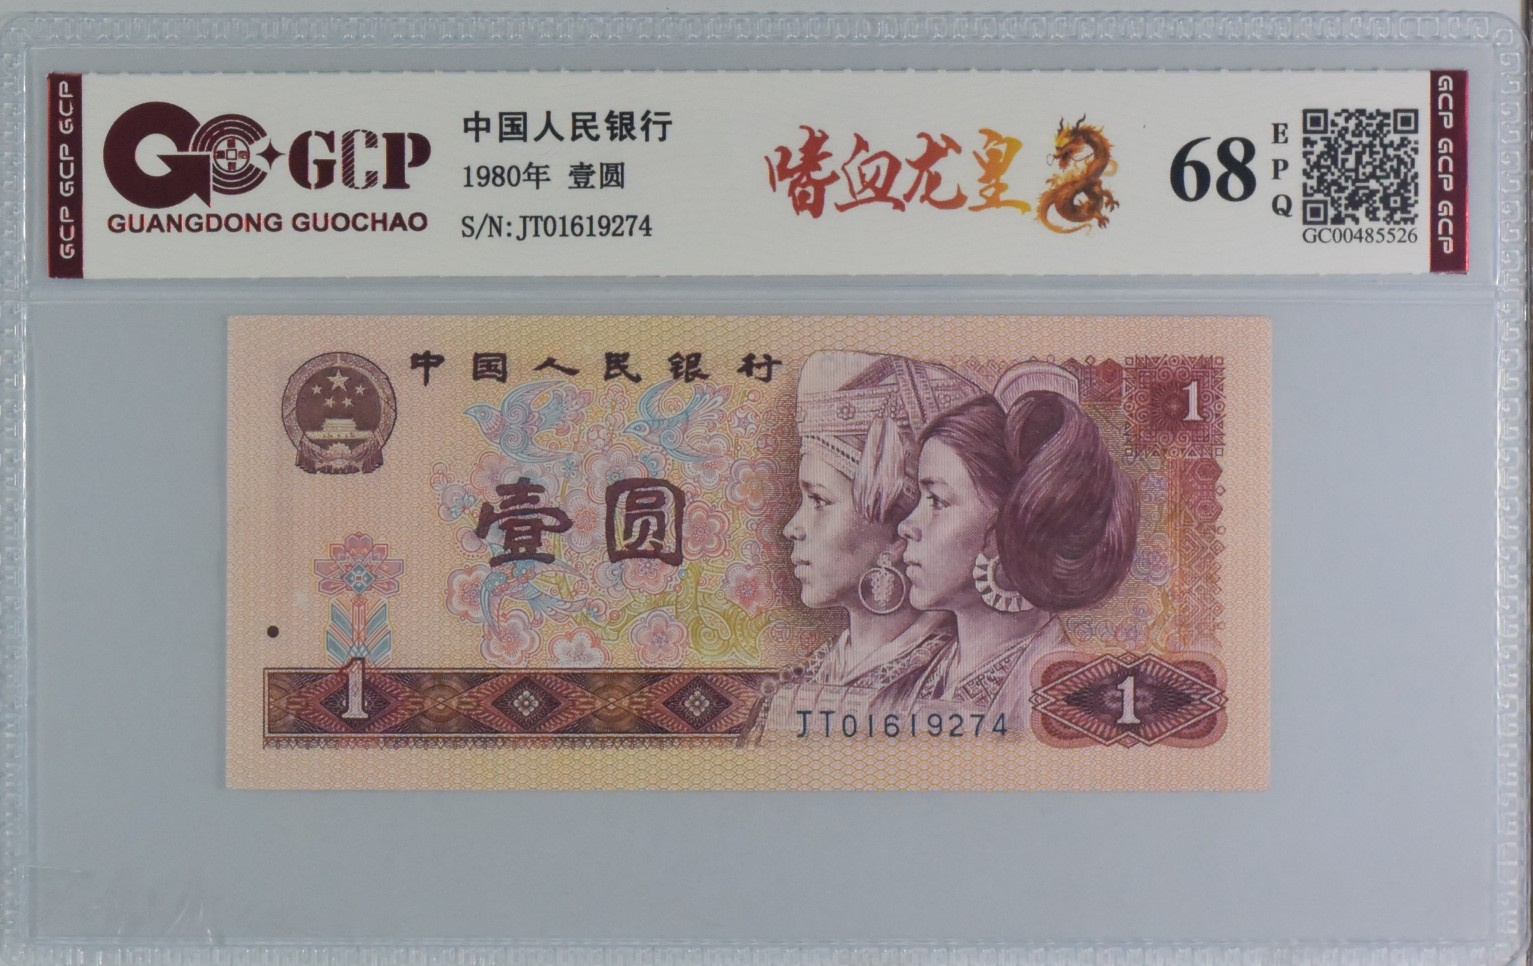 GCP GCP GCP
GCP
GUANGDONG GUOCHAO
中国人民银行
1980年 壹圆
S/N:JT01619274
嗜血龙皇
68
EPQ
GC00485526
GCP GCP GCP
中国人民银行
1
壹圆
1
JT01619274
1